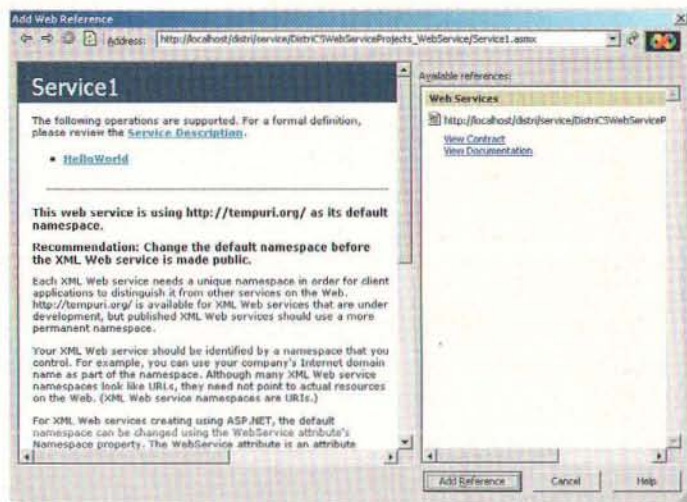 Add Web Reference
Address: http://localhost/distri/service/DistriCSWebServiceProjects_WebService/Service1.asmx
Service1
The following operations are supported. For a formal definition,
please review the Service Description.
• HelloWorld
This web service is using http://tempuri.org/ as its default
namespace.
Recommendation: Change the default namespace before
the XML Web service is made public.
Each XML Web service needs a unique namespace in order for client
applications to distinguish it from other services on the Web.
http://tempuri.org/ is available for XML Web services that are under
development, but published XML Web services should use a more
permanent namespace.
Your XML Web service should be identified by a namespace that you
control. For example, you can use your company's Internet domain
name as part of the namespace. Although many XML Web service
namespaces look like URLs, they need not point to actual resources
on the Web. (XML Web service namespaces are URIs.)
For XML Web services creating using ASP.NET, the default
namespace can be changed using the WebService attribute's
Namespace property. The WebService attribute is an attribute
Available references:
Web Services
http://localhost/distri/service/DistriCSWebServiceP
View Contract
View Documentation
Add Reference
Cancel
Help